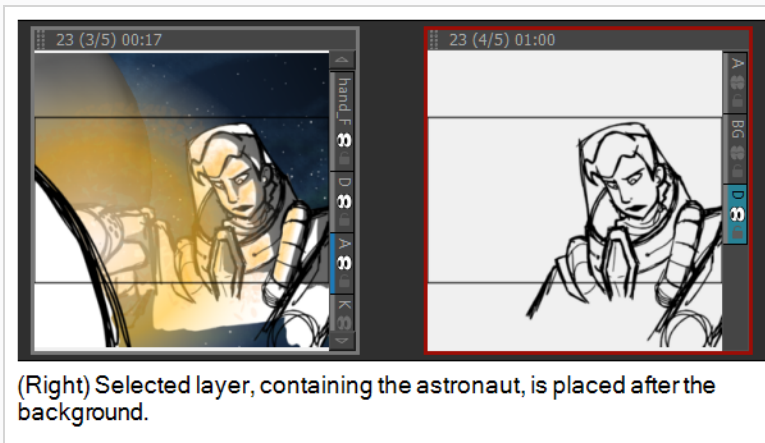 23 (3/5) 00:17
hand_F
D
A
K
23 (4/5) 01:00
A
BG
D
(Right) Selected layer, containing the astronaut, is placed after the
background.